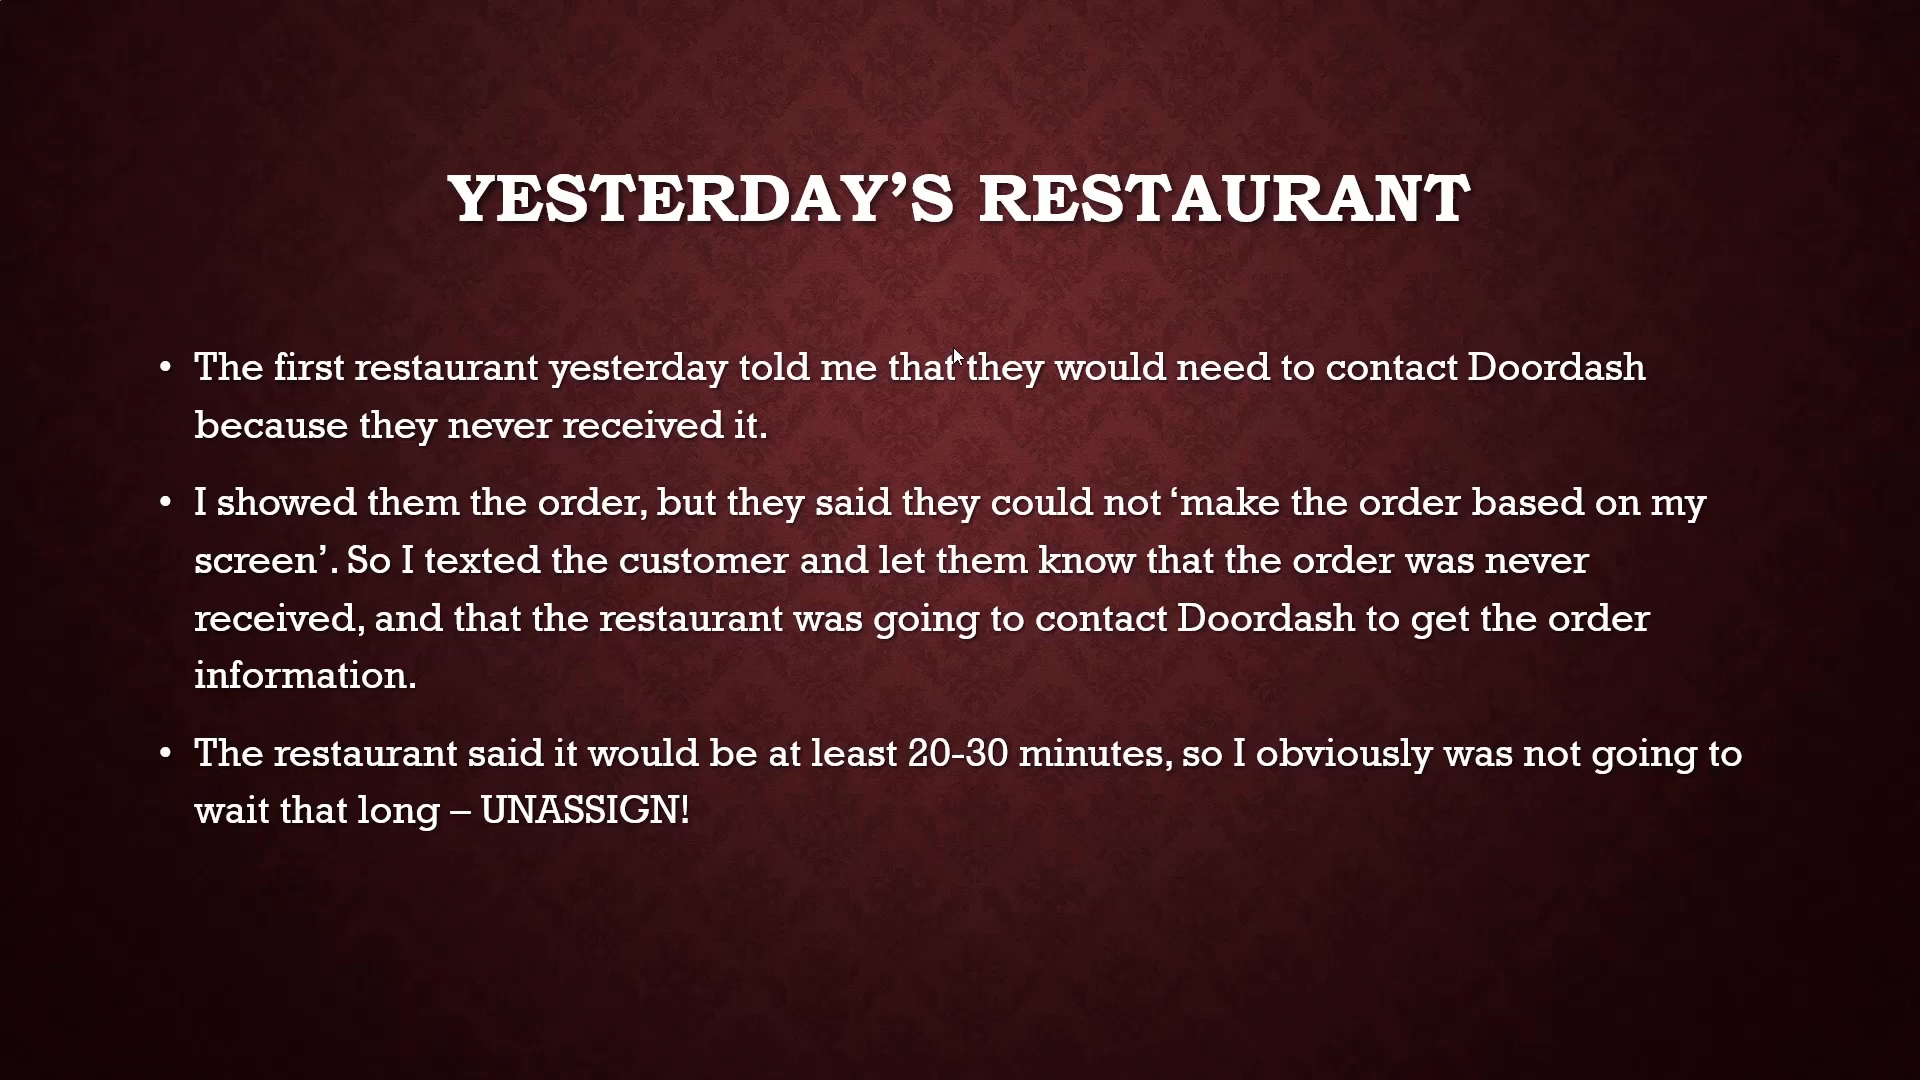 YESTERDAY’S RESTAURANT
• The first restaurant yesterday told me that they would need to contact Doordash
because they never received it.
• I showed them the order, but they said they could not ‘make the order based on my
screen’. So I texted the customer and let them know that the order was never
received, and that the restaurant was going to contact Doordash to get the order
information.
• The restaurant said it would be at least 20-30 minutes, so I obviously was not going to
wait that long – UNASSIGN!